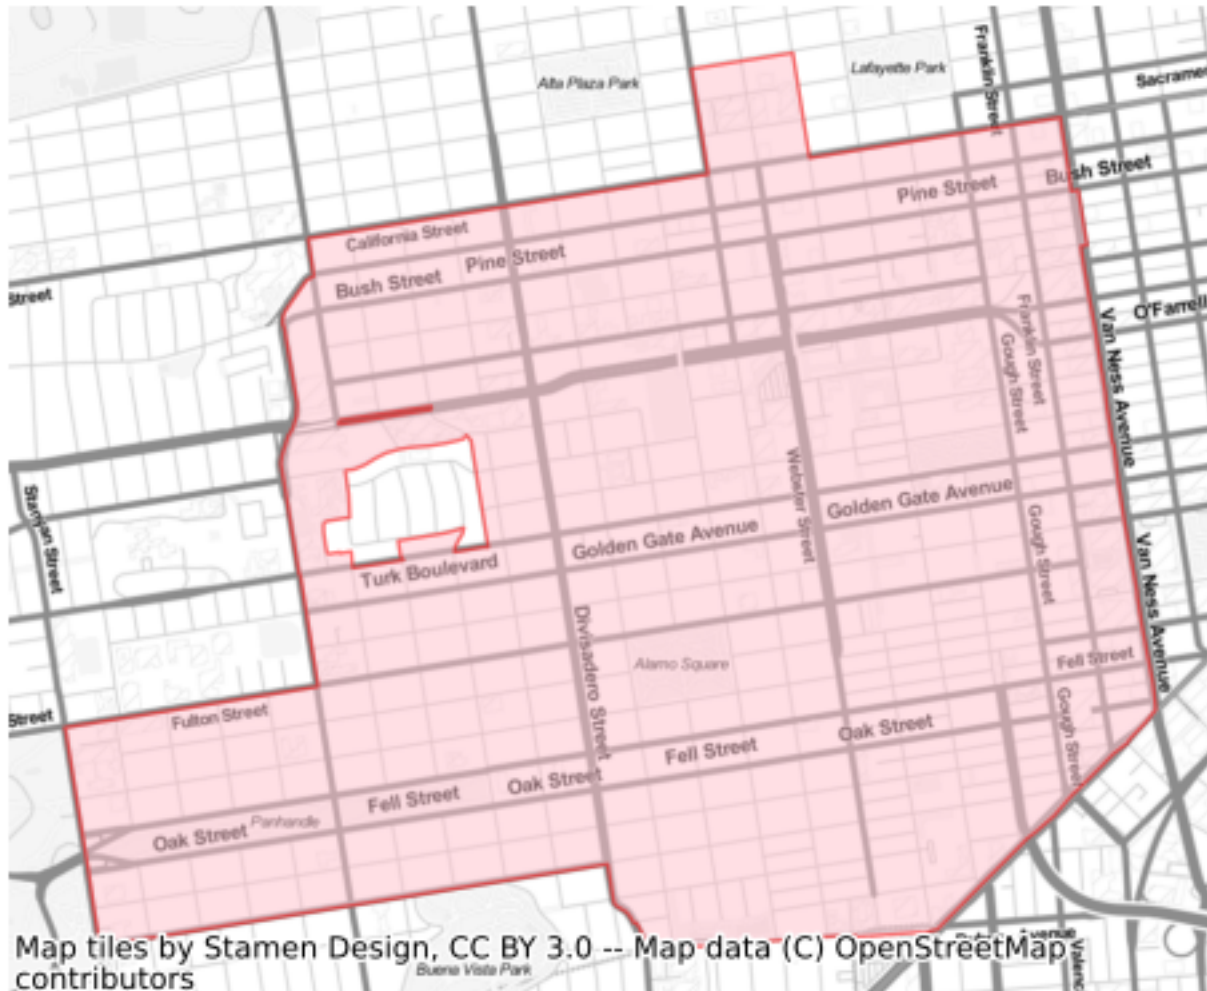 Franklin Street
Alta Plaza Park
Lafayette Park
Bush Street
Pine Street
California Street
Pine Street
Bush Street
Street
O'Farrell
Franklin Street
Van Ness Avenue
Gough Street
Webster Street
Golden Gate Avenue
Stanyan Street
Golden Gate Avenue
Gough Street
Turk Boulevard
Van Ness Avenue
Divisadero Street
Alamo Square
Fell Street
Fulton Street
Street
Gough Street
Oak Street
Fell Street
Oak Street
Fell Street
Panhandle
Oak Street
Map tiles by Stamen Design, CC BY 3.0 -- Map data (C) OpenStreetMap
contributors
Buena Vista Park